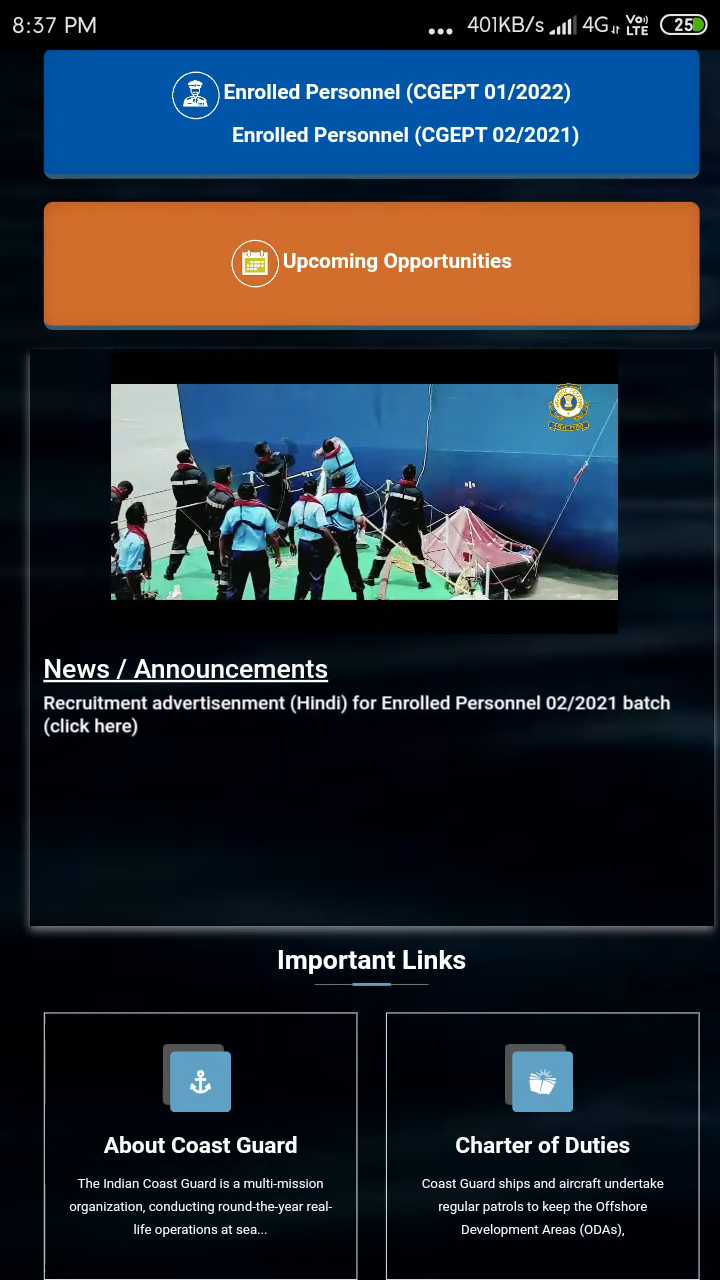 8:37 PM
... 401KB/s 4G Vo)) LTE 25
Enrolled Personnel (CGEPT 01/2022)
Enrolled Personnel (CGEPT 02/2021)
Upcoming Opportunities
News / Announcements
Recruitment advertisenment (Hindi) for Enrolled Personnel 02/2021 batch
(click here)
Important Links
About Coast Guard
The Indian Coast Guard is a multi-mission
organization, conducting round-the-year real-
life operations at sea...
Charter of Duties
Coast Guard ships and aircraft undertake
regular patrols to keep the Offshore
Development Areas (ODAs),